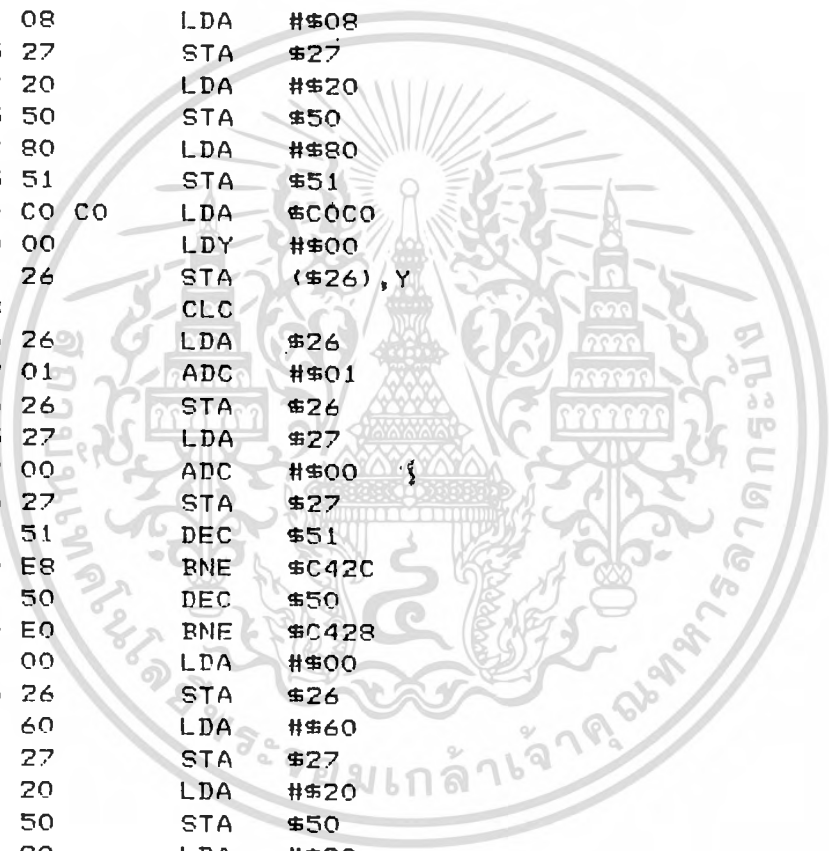 08 LDA #$08
27 STA $27
20 LDA #$20
50 STA $50
80 LDA #$80
51 STA $51
C0 C0 LDA $C0C0
00 LDY #$00
26 STA ($26),Y
CLC
26 LDA $26
01 ADC #$01
26 STA $26
27 LDA $27
00 ADC #$00
27 STA $27
51 DEC $51
E8 BNE $C42C
50 DEC $50
E0 BNE $C428
00 LDA #$00
26 STA $26
60 LDA #$60
27 STA $27
20 LDA #$20
50 STA $50
LDA